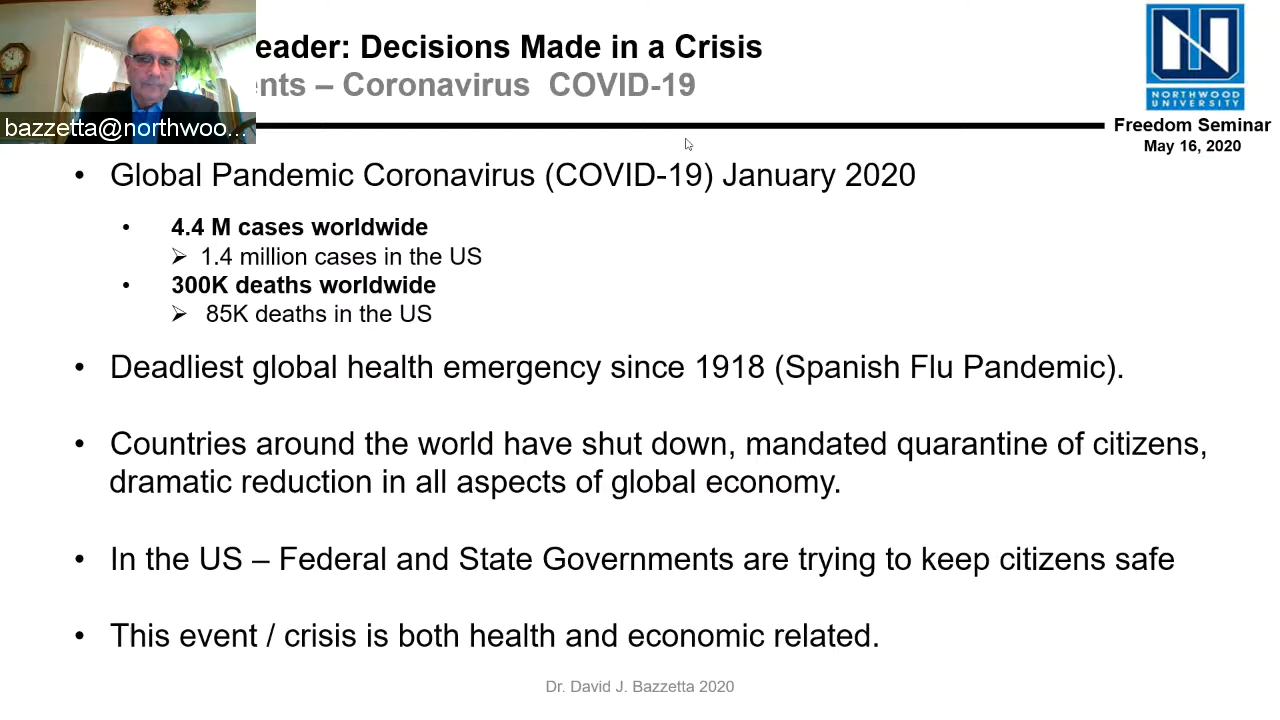 eader: Decisions Made in a Crisis
ents – Coronavirus COVID-19
bazzetta@northwoo...
NORTHWOOD
UNIVERSITY
Freedom Seminar
May 16, 2020
• Global Pandemic Coronavirus (COVID-19) January 2020
• 4.4 M cases worldwide
➢ 1.4 million cases in the US
• 300K deaths worldwide
➢ 85K deaths in the US
• Deadliest global health emergency since 1918 (Spanish Flu Pandemic).
• Countries around the world have shut down, mandated quarantine of citizens,
dramatic reduction in all aspects of global economy.
• In the US – Federal and State Governments are trying to keep citizens safe
• This event / crisis is both health and economic related.
Dr. David J. Bazzetta 2020